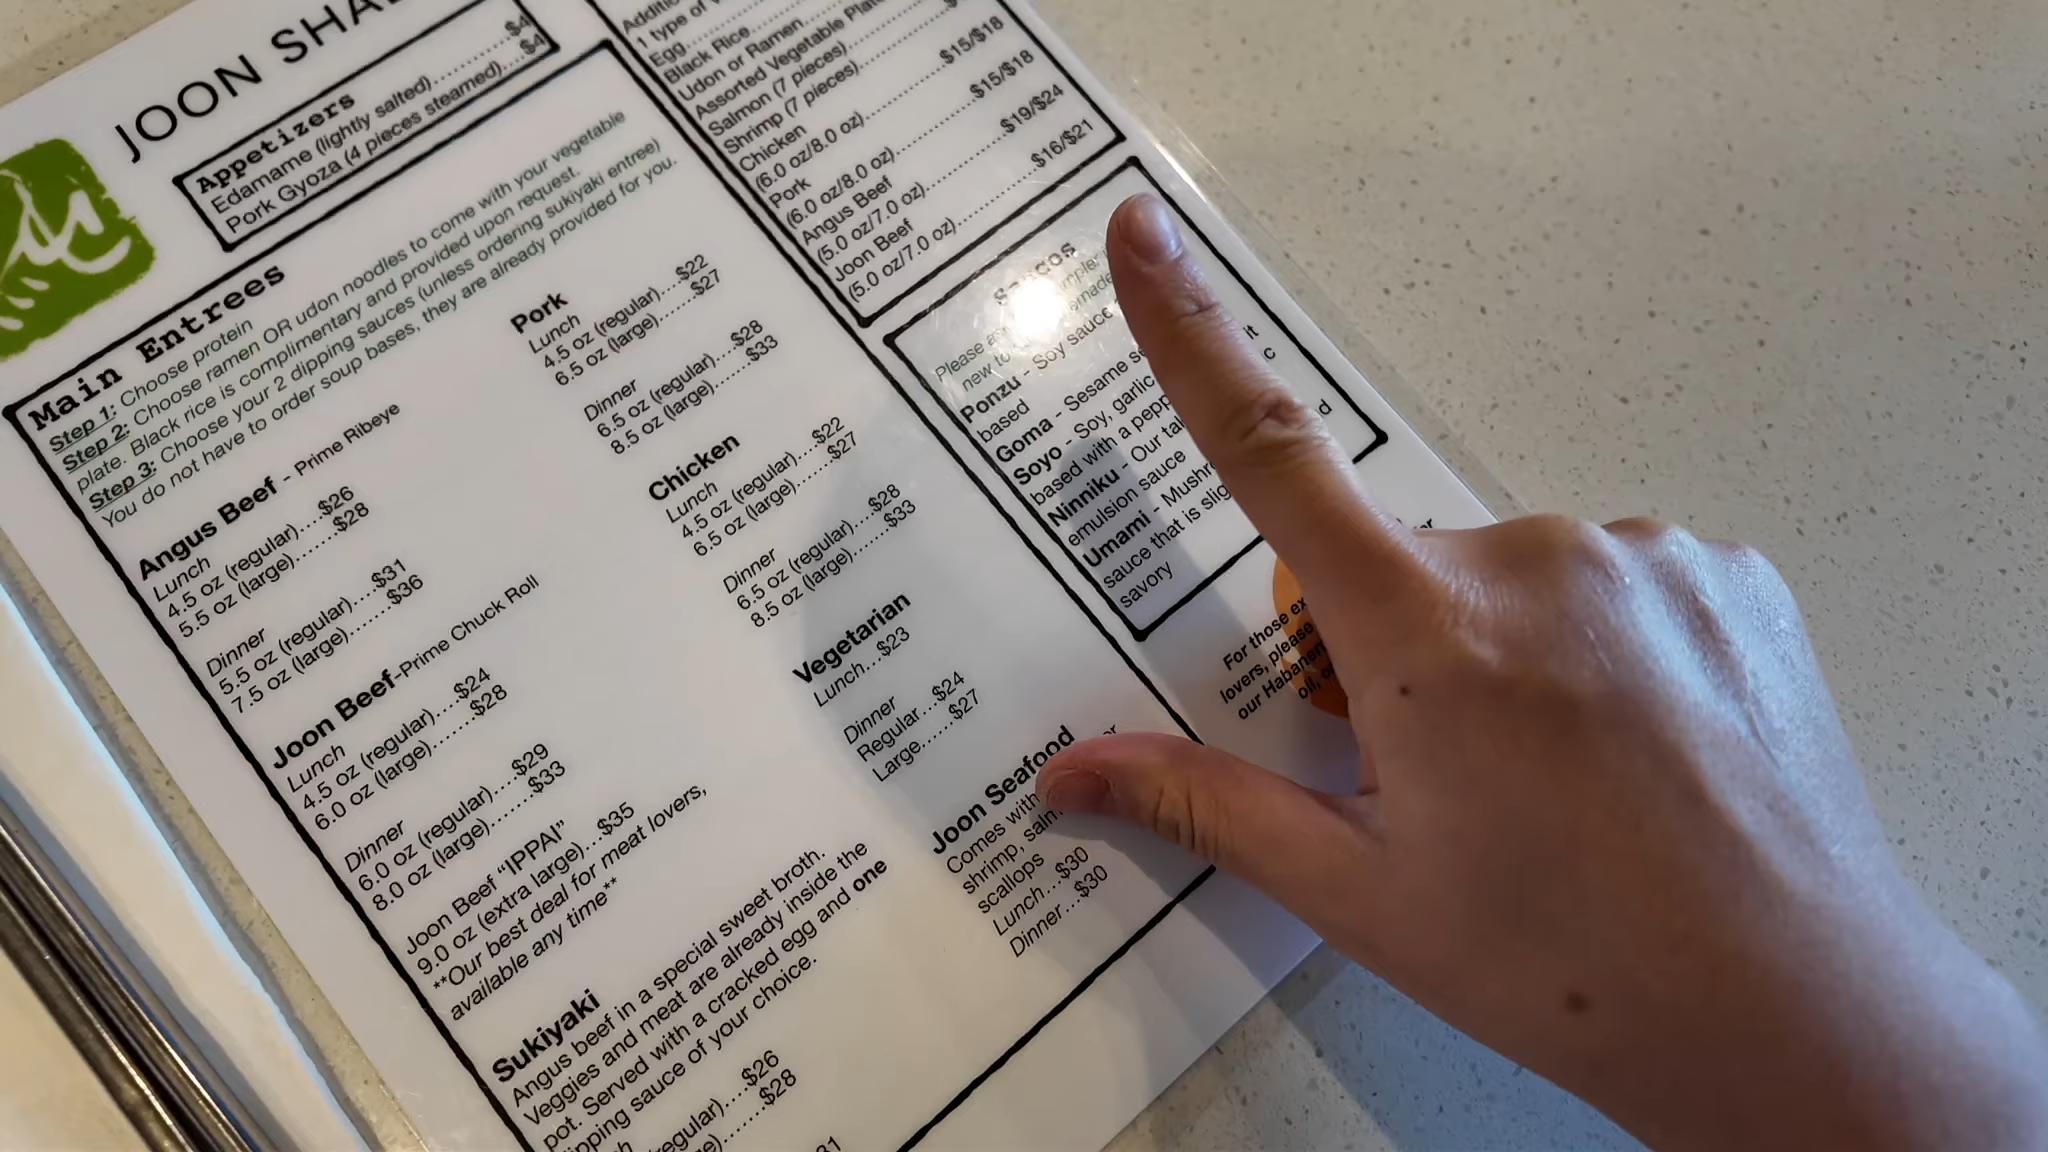 JOON
Appetizers
Edamame (lightly salted)..........$4
Pork Gyoza (4 pieces steamed)....$4
Main Entrees
Step 1: Choose protein
Step 2: Choose ramen OR udon noodles to come with your vegetable
plate. Black rice is complimentary and provided upon request.
Step 3: Choose your 2 dipping sauces (unless ordering sukiyaki entree)
You do not have to order soup bases, they are already provided for you.
Angus Beef - Prime Ribeye
Lunch
4.5 oz (regular)....$26
5.5 oz (large).......$28
Dinner
5.5 oz (regular)....$31
7.5 oz (large).......$36
Joon Beef-Prime Chuck Roll
Lunch
4.5 oz (regular)....$24
6.0 oz (large).......$28
Dinner
6.0 oz (regular)....$29
8.0 oz (large).......$33
Joon Beef "IPPAI"
9.0 oz (extra large)...$35
**Our best deal for meat lovers,
available any time**
Sukiyaki
Angus beef in a special sweet broth.
Veggies and meat are already inside the
pot. Served with a cracked egg and one
sauce of your choice.
$26
$28
Pork
Lunch
4.5 oz (regular)....$22
6.5 oz (large).......$27
Dinner
6.5 oz (regular)....$28
8.5 oz (large).......$33
Chicken
Lunch
4.5 oz (regular)....$22
6.5 oz (large).......$27
Dinner
6.5 oz (regular)....$28
8.5 oz (large).......$33
Vegetarian
Lunch...$23
Dinner
Regular...$24
Large......$27
Joon Seafood
Comes with
shrimp,
scallops
Lunch...$30
Dinner...$30
1 type of
Egg
Black Rice
Udon or Ramen
Assorted Vegetable
Salmon (7 pieces)
Shrimp (7 pieces)
Chicken
(6.0 oz/8.0 oz)..............$15/$18
Pork
(6.0 oz/8.0 oz)..............$15/$18
Angus Beef
(5.0 oz/7.0 oz)..............$19/$24
Joon Beef
(5.0 oz/7.0 oz)..............$16/$21
Please
new to
Ponzu - Soy sauce
based
Goma - Sesame
Soyo - Soy, garlic
based with a
Ninniku - Our
emulsion sauce
Umami -
sauce that is
savory
For those
lovers, please
our
oil,